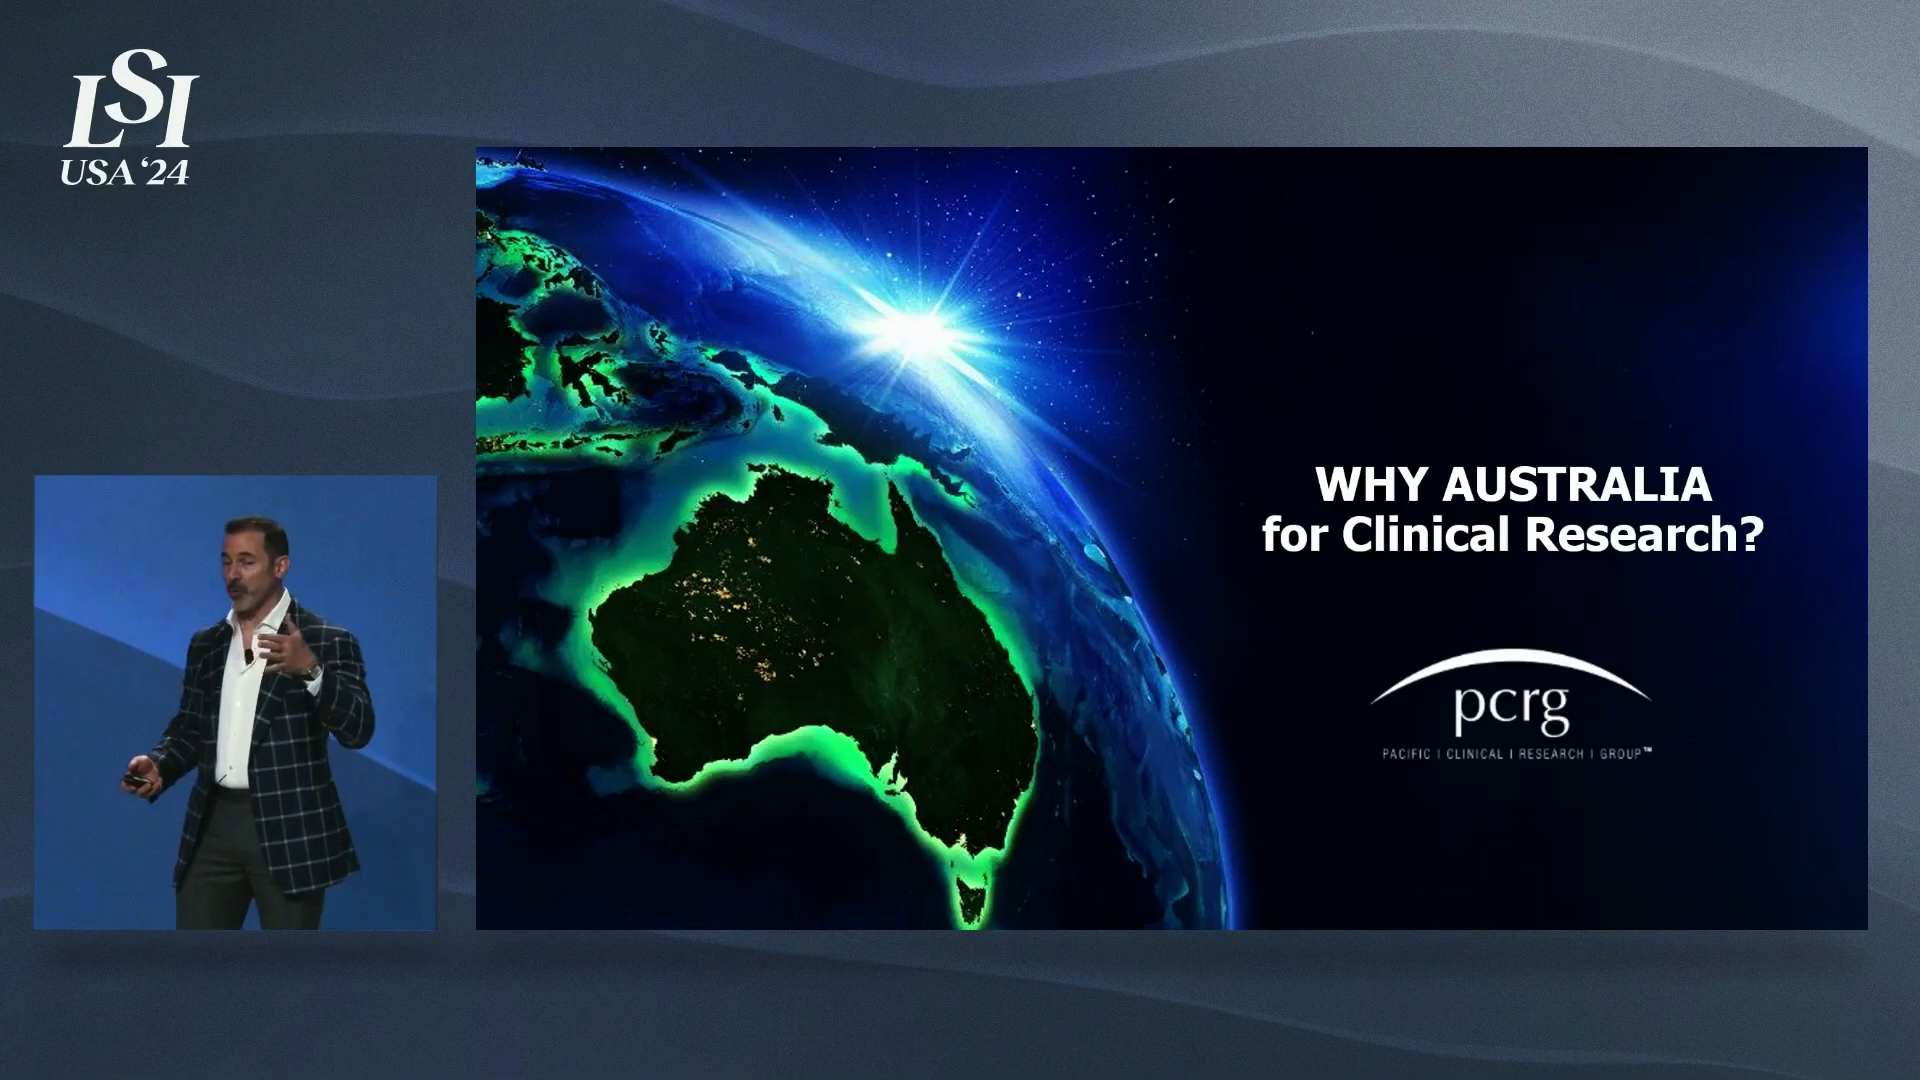 LSI
USA ‘24
WHY AUSTRALIA
for Clinical Research?
pcrg
PACIFIC | CLINICAL | RESEARCH | GROUP™